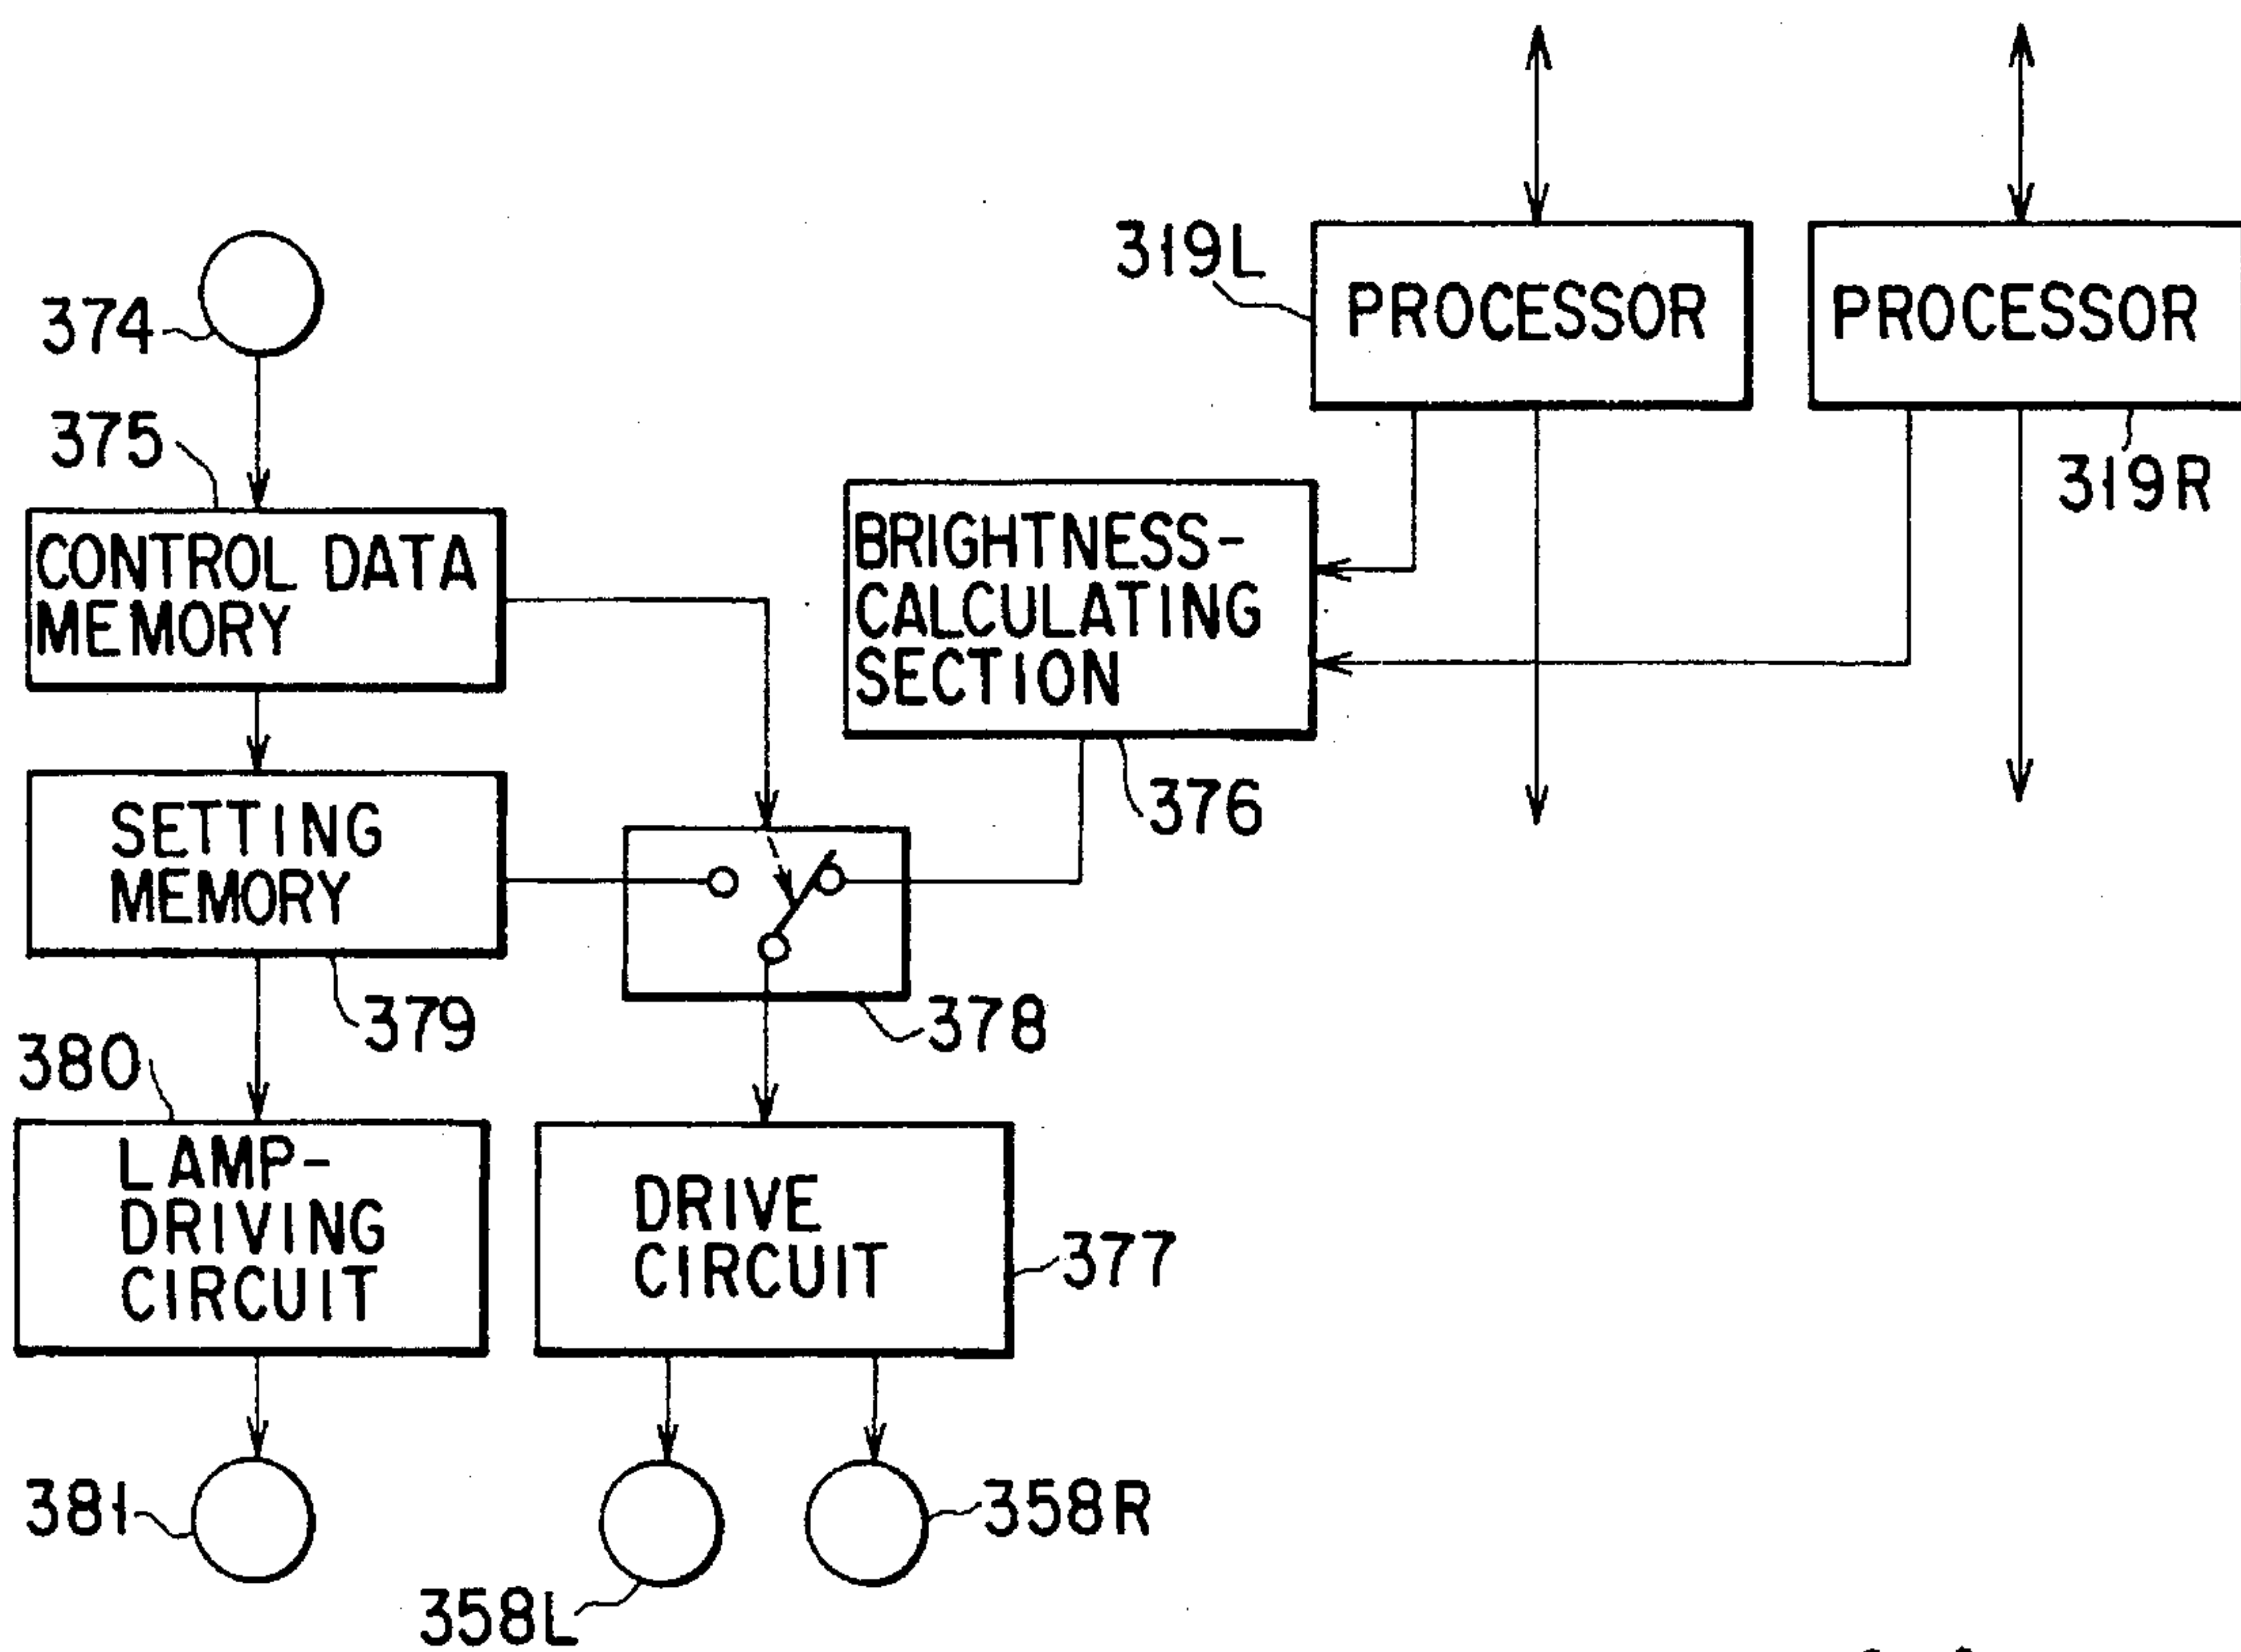 319L
PROCESSOR
PROCESSOR
319R
374
375
CONTROL DATA
MEMORY
BRIGHTNESS-
CALCULATING
SECTION
376
SETTING
MEMORY
379
378
380
LAMP-
DRIVING
CIRCUIT
DRIVE
CIRCUIT
377
381
358L
358R